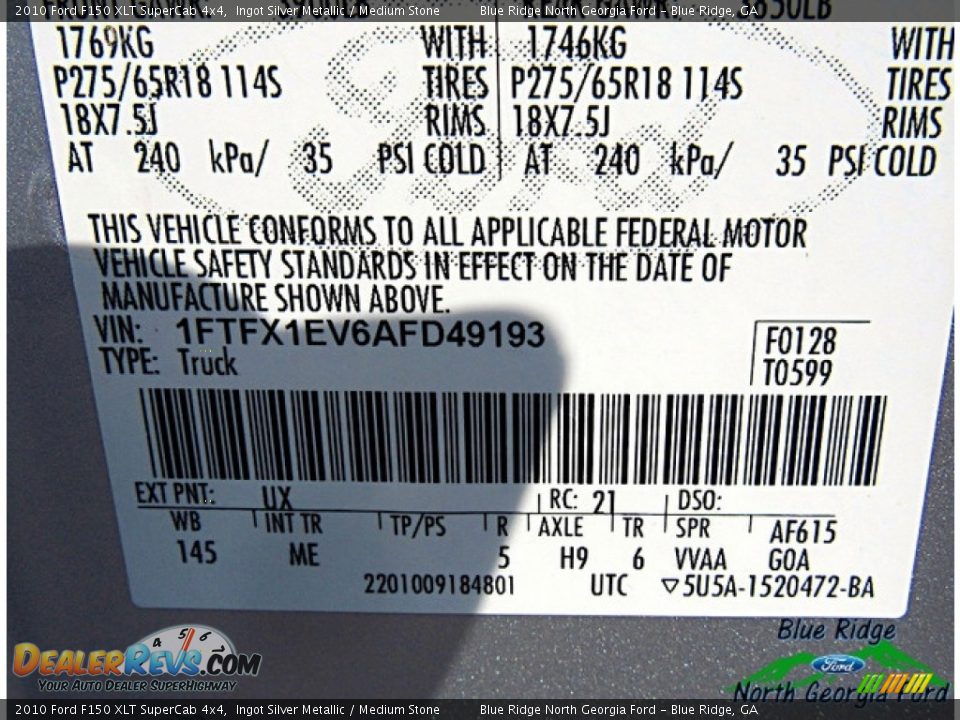 2010 Ford F150 XLT SuperCab 4x4, Ingot Silver Metallic / Medium Stone Blue Ridge North Georgia Ford - Blue Ridge, GA
1769KG WITH 1746KG WITH
P275/65R18 114S TIRES P275/65R18 114S TIRES
18X7.5J RIMS 18X7.5J RIMS
AT 240 kPa/ 35 PSI COLD AT 240 kPa/ 35 PSI COLD
THIS VEHICLE CONFORMS TO ALL APPLICABLE FEDERAL MOTOR
VEHICLE SAFETY STANDARDS IN EFFECT ON THE DATE OF
MANUFACTURE SHOWN ABOVE.
VIN: 1FTFX1EV6AFD49193
F0128
TYPE: Truck
T0599
EXT PNT: UX RC: 21 DSO:
WB INT TR TP/PS R AXLE TR SPR AF615
145 ME 5 H9 6 VVAA GOA
2201009184801 UTC ▽5U5A-1520472-BA
Blue Ridge
Ford
North Georgia Ford
4 5 6
DEALERREVS.COM
YOUR AUTO DEALER SUPERHIGHWAY
2010 Ford F150 XLT SuperCab 4x4, Ingot Silver Metallic / Medium Stone Blue Ridge North Georgia Ford - Blue Ridge, GA